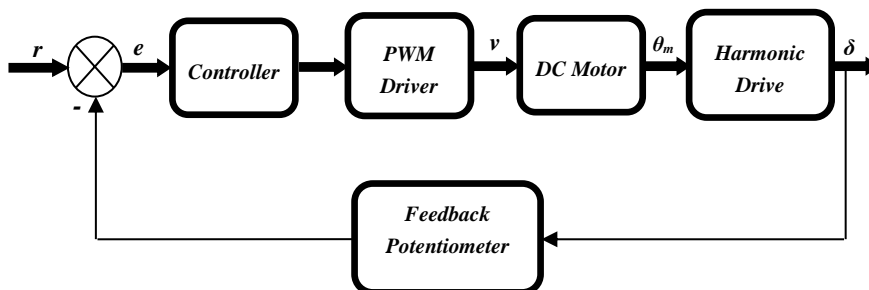 r
e
Controller
PWM
Driver
v
DC Motor
θm
Harmonic
Drive
δ
-
Feedback
Potentiometer